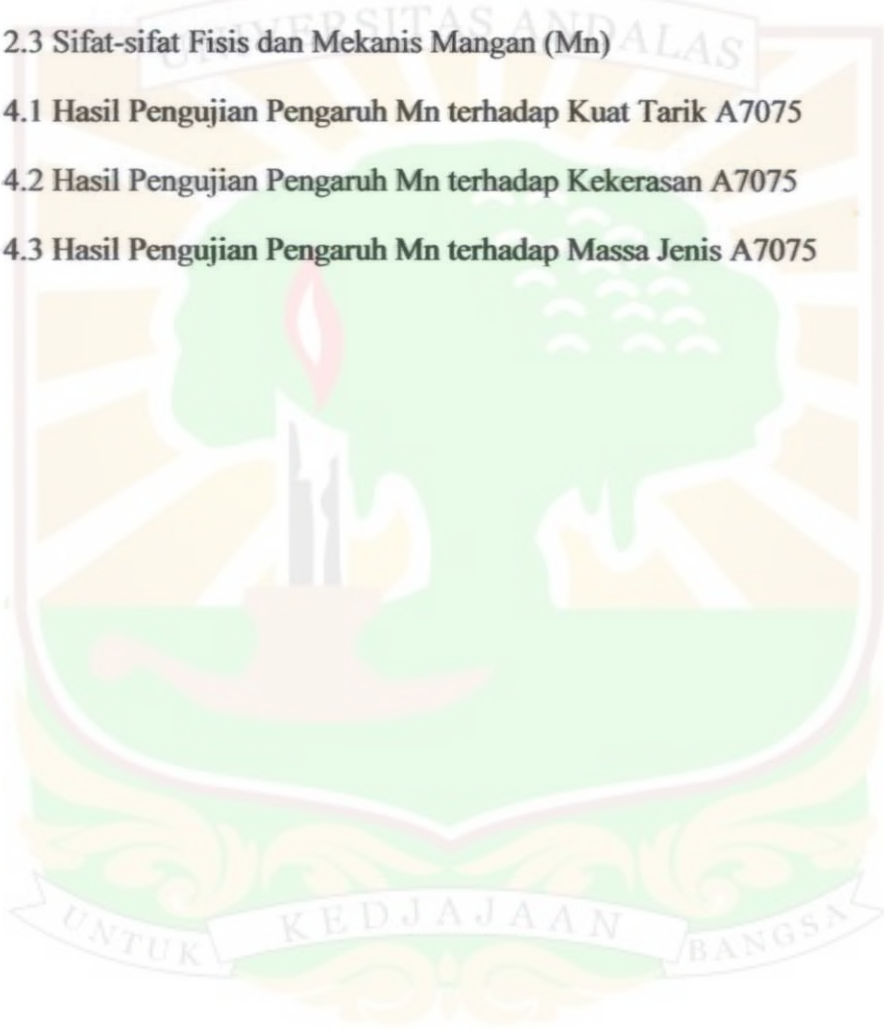 UNIVERSITAS ANDALAS
2.3 Sifat-sifat Fisis dan Mekanis Mangan (Mn)
4.1 Hasil Pengujian Pengaruh Mn terhadap Kuat Tarik A7075
4.2 Hasil Pengujian Pengaruh Mn terhadap Kekerasan A7075
4.3 Hasil Pengujian Pengaruh Mn terhadap Massa Jenis A7075
UNTUK KEDJAJAAN BANGSA